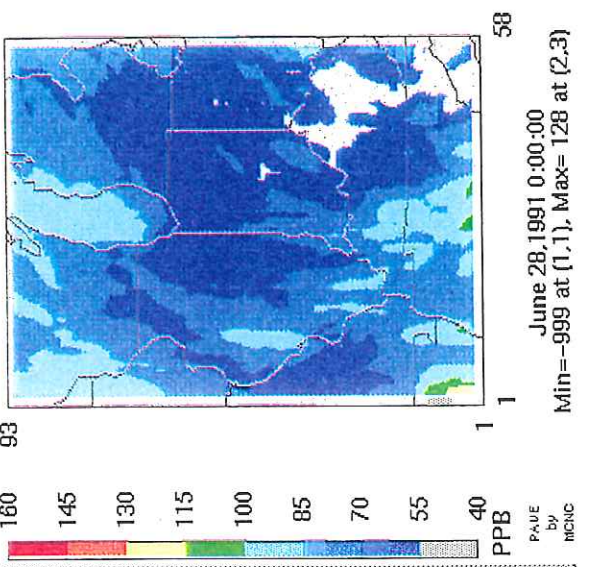 93
1
1
58
June 28,1991 0:00:00
Min=-999 at (1,1), Max= 128 at (2,3)
160
145
130
115
100
85
70
55
40
PPB
PAVE
by
MCNC